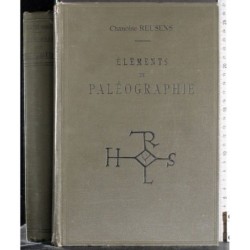 Chanoine REUSENS
ÉLÉMENTS
DE
PALÉOGRAPHIE
R
H S
L